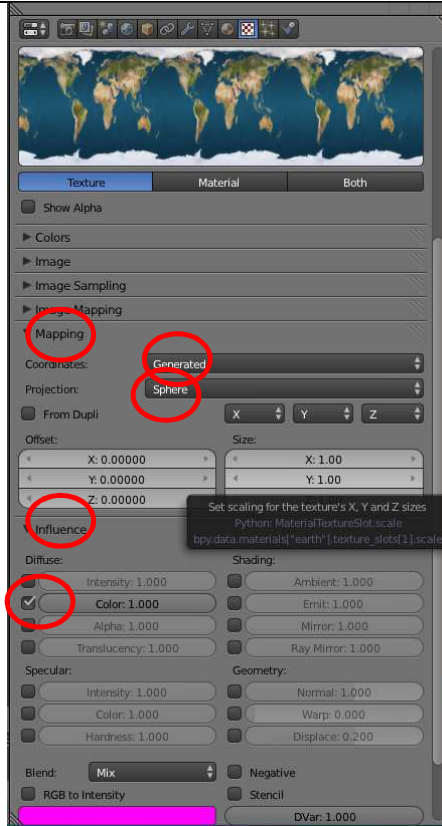 Texture Material Both
Show Alpha
Colors
Image
Image Sampling
Image Mapping
Mapping
Coordinates: Generated
Projection: Sphere
From Dupli X Y Z
Offset: Size:
X: 0.00000 X: 1.00
Y: 0.00000 Y: 1.00
Z: 0.00000
Set scaling for the texture's X, Y and Z sizes
Python: MaterialTextureSlot.scale
bpy.data.materials["earth"].texture_slots[1].scale
Influence
Diffuse: Shading:
Intensity: 1.000 Ambient: 1.000
Color: 1.000 Emit: 1.000
Alpha: 1.000 Mirror: 1.000
Translucency: 1.000 Ray Mirror: 1.000
Specular: Geometry:
Intensity: 1.000 Normal: 1.000
Color: 1.000 Warp: 0.000
Hardness: 1.000 Displace: 0.200
Blend: Mix Negative
RGB to Intensity Stencil
DVar: 1.000